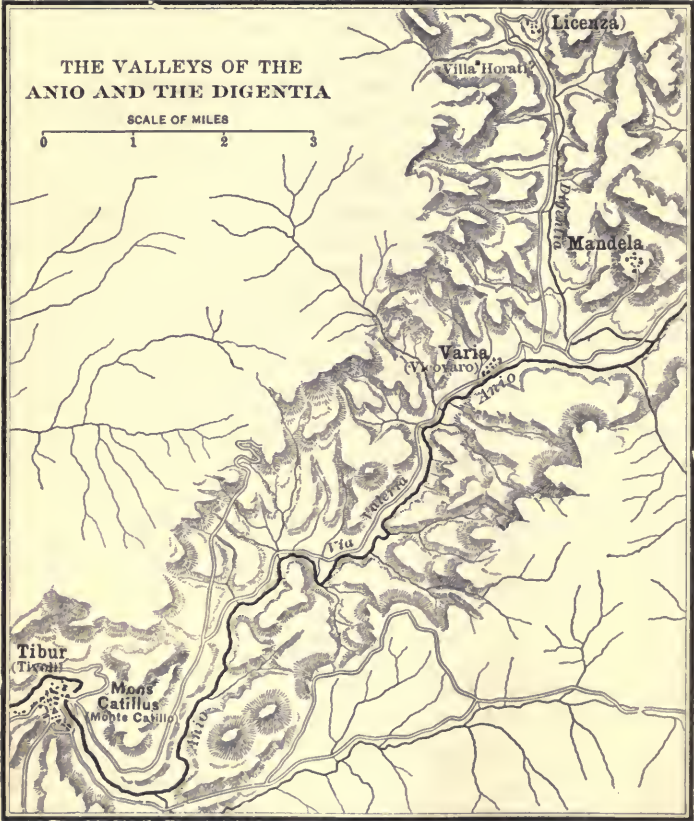 THE VALLEYS OF THE
ANIO AND THE DIGENTIA
SCALE OF MILES
0 1 2 3
Licenza)
Villa Horati?
Digentia
Mandela
Varia
(Vicovaro)
Anio
Via Valeria
Tibur
(Tivoli)
Mons
Catillus
(Monte Catillo)
Anio